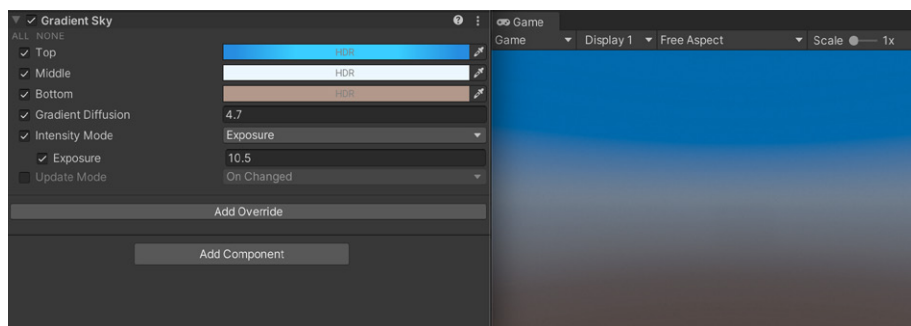 Gradient Sky
ALL NONE
Top HDR
Middle HDR
Bottom HDR
Gradient Diffusion 4.7
Intensity Mode Exposure
Exposure 10.5
Update Mode On Changed
Add Override
Add Component
Game
Game Display 1 Free Aspect Scale 1x